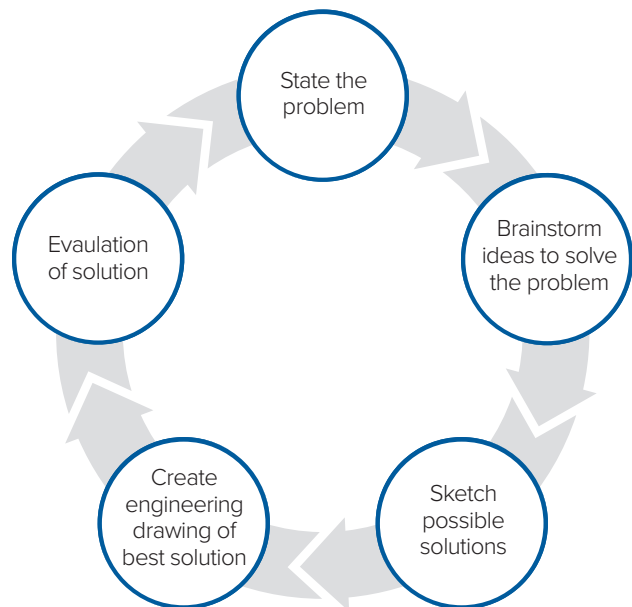 State the
problem
Brainstorm
ideas to solve
the problem
Sketch
possible
solutions
Create
engineering
drawing of
best solution
Evaulation
of solution